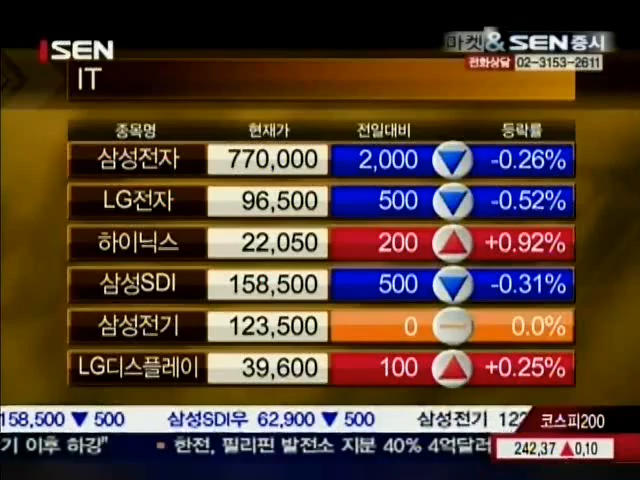 SEN
마켓&SEN증시
전화상담 02-3153-2611
IT
종목명 현재가 전일대비 등락률
삼성전자 770,000 2,000 ▼ -0.26%
LG전자 96,500 500 ▼ -0.52%
하이닉스 22,050 200 ▲ +0.92%
삼성SDI 158,500 500 ▼ -0.31%
삼성전기 123,500 0 − 0.0%
LG디스플레이 39,600 100 ▲ +0.25%
158,500 ▼ 500 삼성SDI우 62,900 ▼ 500 삼성전기 코스피200
기 이후 하강" ▪ 한전, 필리핀 발전소 지분 40% 4억달러 242.37 ▲0.10